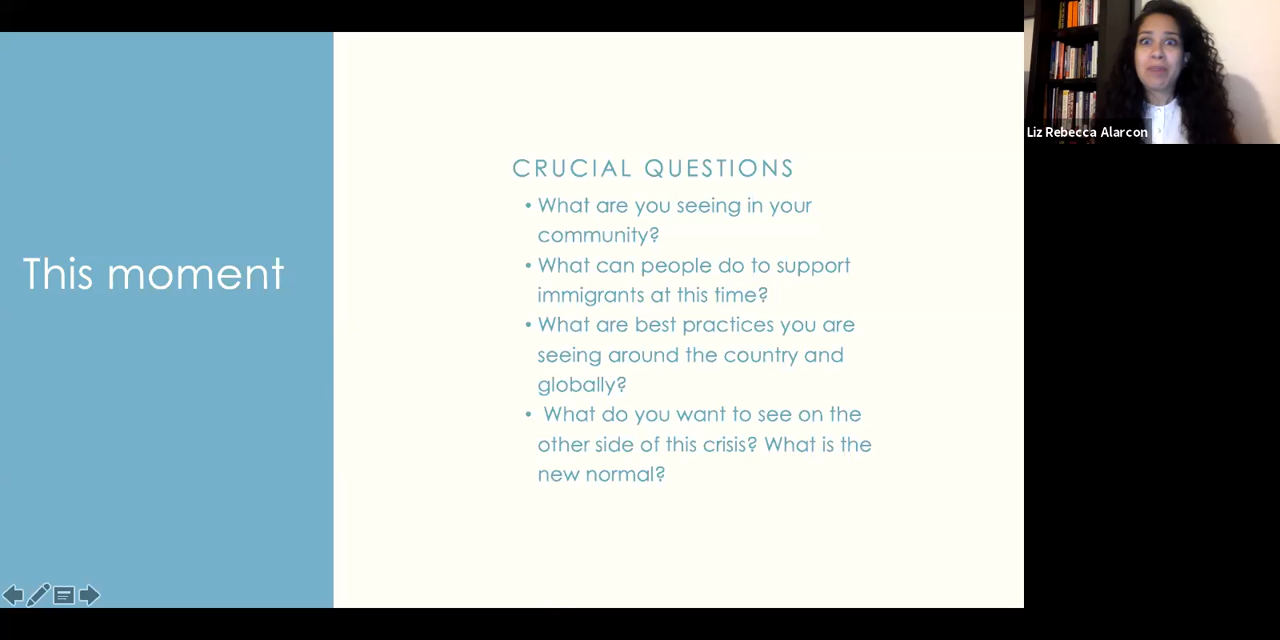 This moment
CRUCIAL QUESTIONS
• What are you seeing in your
community?
• What can people do to support
immigrants at this time?
• What are best practices you are
seeing around the country and
globally?
• What do you want to see on the
other side of this crisis? What is the
new normal?
Liz Rebecca Alarcon